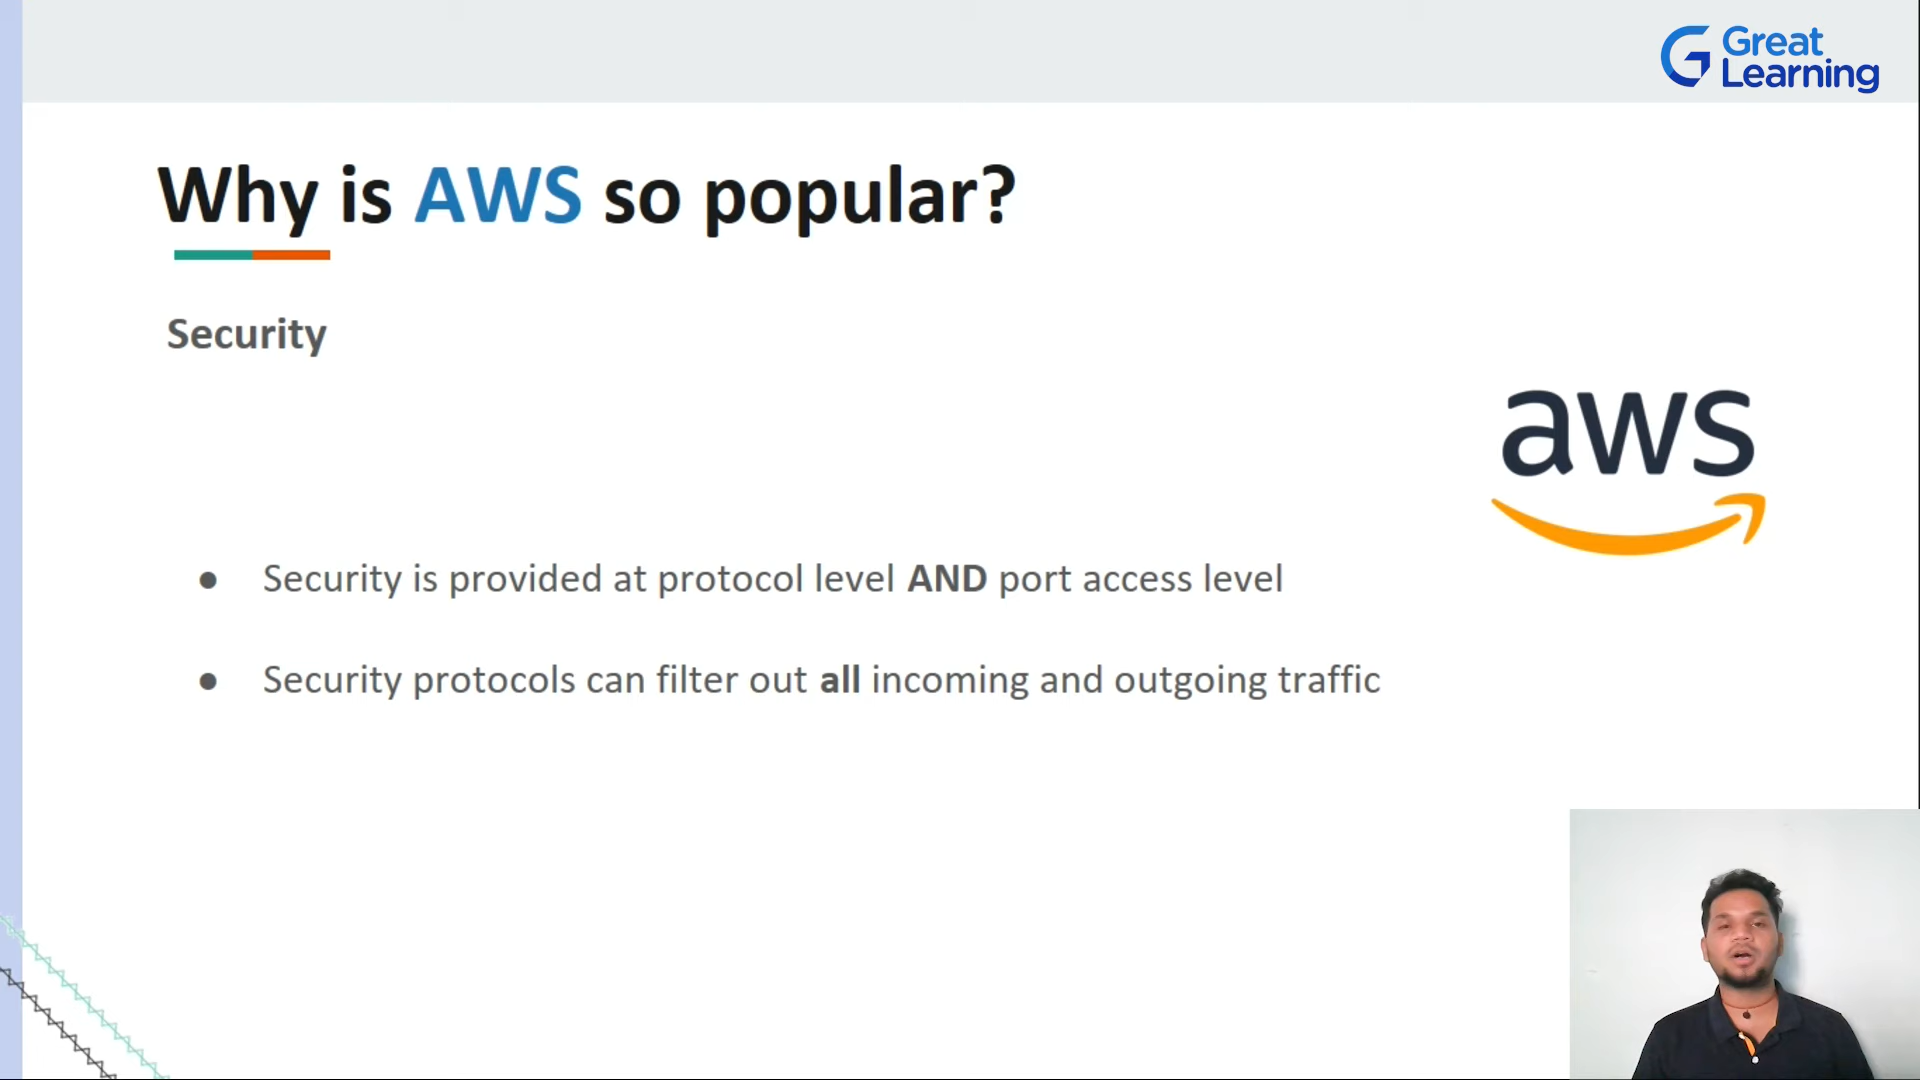 Great
Learning
Why is AWS so popular?
Security
aws
● Security is provided at protocol level AND port access level
● Security protocols can filter out all incoming and outgoing traffic